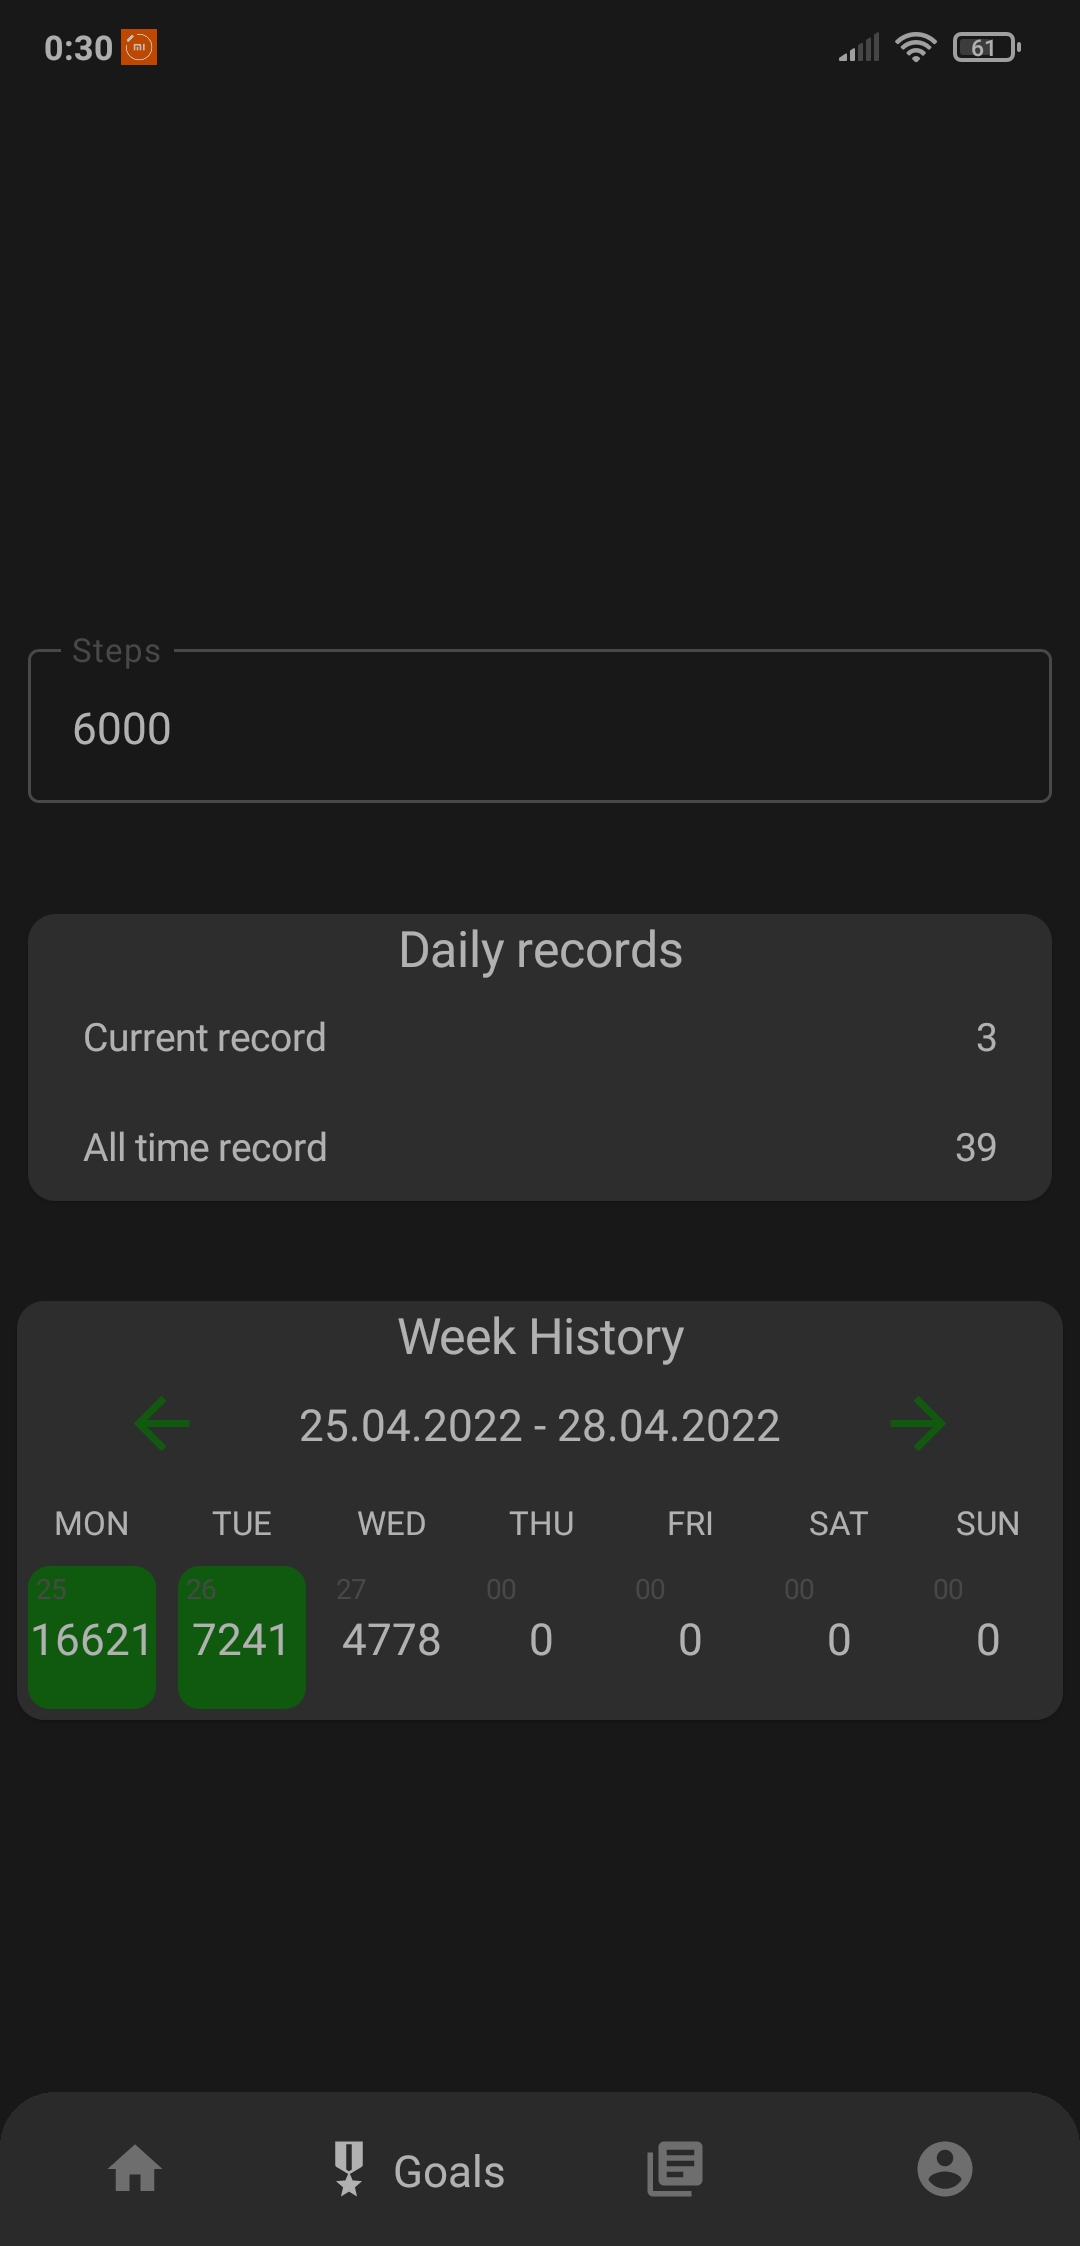 0:30 61
Steps
6000
Daily records
Current record 3
All time record 39
Week History
25.04.2022 - 28.04.2022
MON TUE WED THU FRI SAT SUN
25 26 27 00 00 00 00
16621 7241 4778 0 0 0 0
Goals